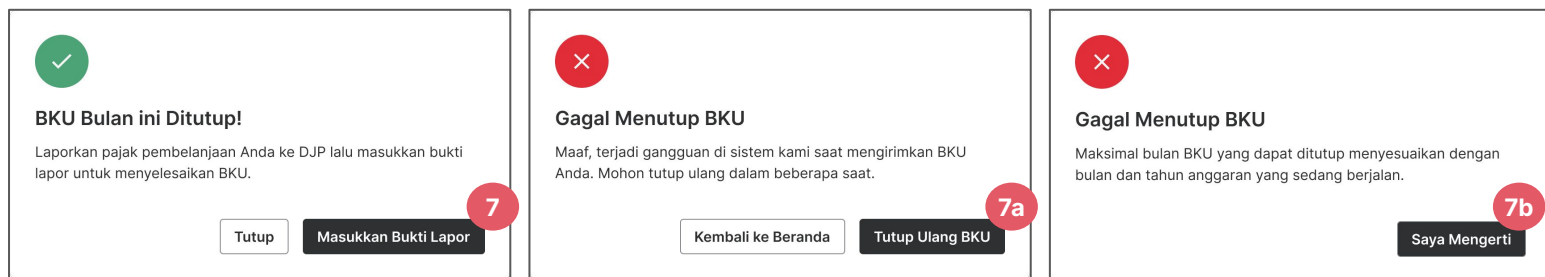 BKU Bulan ini Ditutup!
Laporkan pajak pembelanjaan Anda ke DJP lalu masukkan bukti
lapor untuk menyelesaikan BKU.
7
Tutup
Masukkan Bukti Lapor
Gagal Menutup BKU
Maaf, terjadi gangguan di sistem kami saat mengirimkan BKU
Anda. Mohon tutup ulang dalam beberapa saat.
7a
Kembali ke Beranda
Tutup Ulang BKU
Gagal Menutup BKU
Maksimal bulan BKU yang dapat ditutup menyesuaikan dengan
bulan dan tahun anggaran yang sedang berjalan.
7b
Saya Mengerti